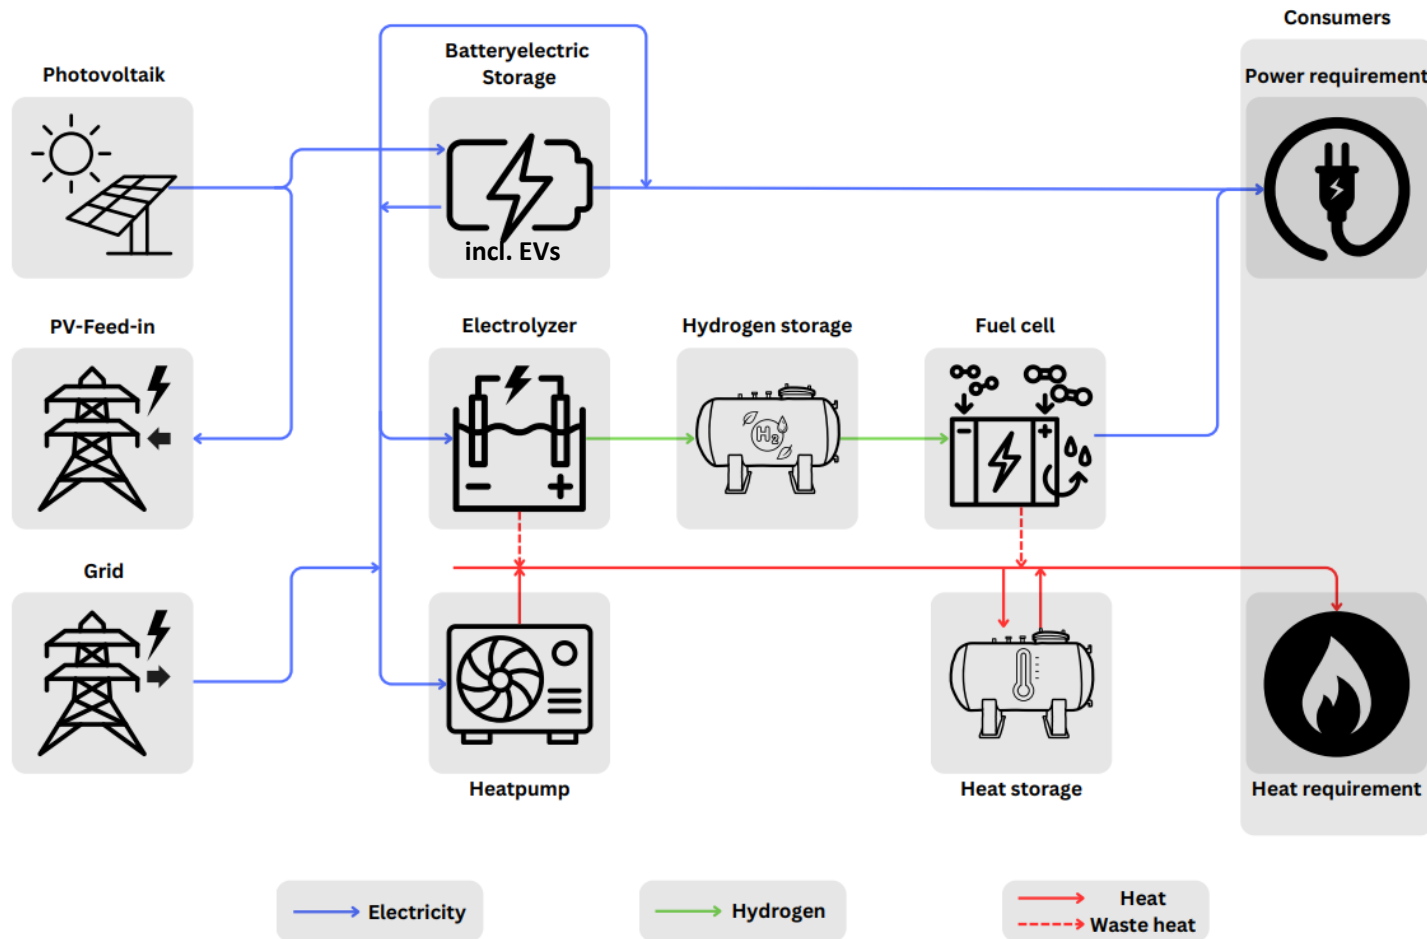 Consumers
Batteryelectric
Storage
Photovoltaik
Power requirement
incl. EVs
PV-Feed-in
Electrolyzer
Hydrogen storage
Fuel cell
H2
Grid
Heatpump
Heat storage
Heat requirement
Electricity
Hydrogen
Heat
Waste heat